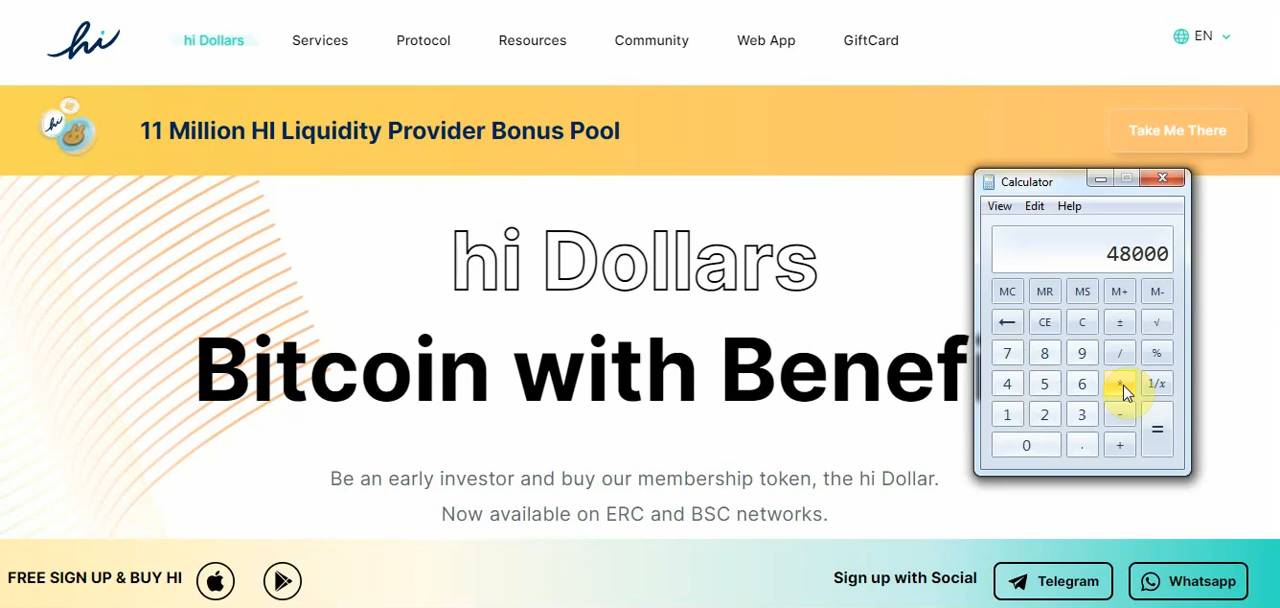 hi
hi Dollars
Services
Protocol
Resources
Community
Web App
GiftCard
EN
hi
11 Million HI Liquidity Provider Bonus Pool
Take Me There
hi Dollars
Bitcoin with Benef
Be an early investor and buy our membership token, the hi Dollar.
Now available on ERC and BSC networks.
Calculator
View Edit Help
48000
MC MR MS M+ M-
← CE C ± √
7 8 9 / %
4 5 6 * 1/x
1 2 3 - =
0 . +
FREE SIGN UP & BUY HI
Sign up with Social
Telegram
Whatsapp